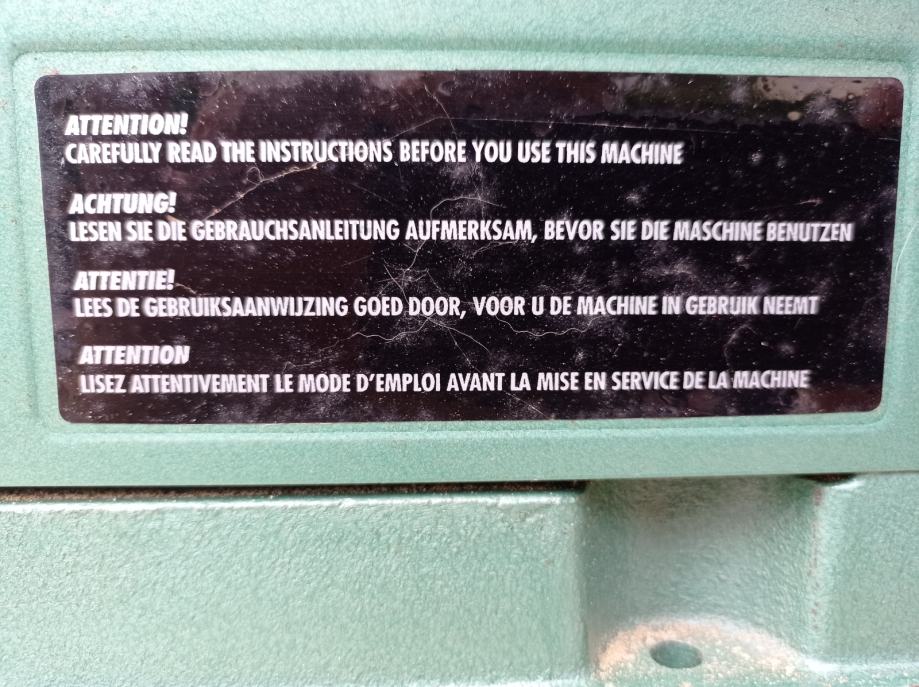 ATTENTION!
CAREFULLY READ THE INSTRUCTIONS BEFORE YOU USE THIS MACHINE
ACHTUNG!
LESEN SIE DIE GEBRAUCHSANLEITUNG AUFMERKSAM, BEVOR SIE DIE MASCHINE BENUTZEN
ATTENTIE!
LEES DE GEBRUIKSAANWIJZING GOED DOOR, VOOR U DE MACHINE IN GEBRUIK NEEMT
ATTENTION
LISEZ ATTENTIVEMENT LE MODE D'EMPLOI AVANT LA MISE EN SERVICE DE LA MACHINE